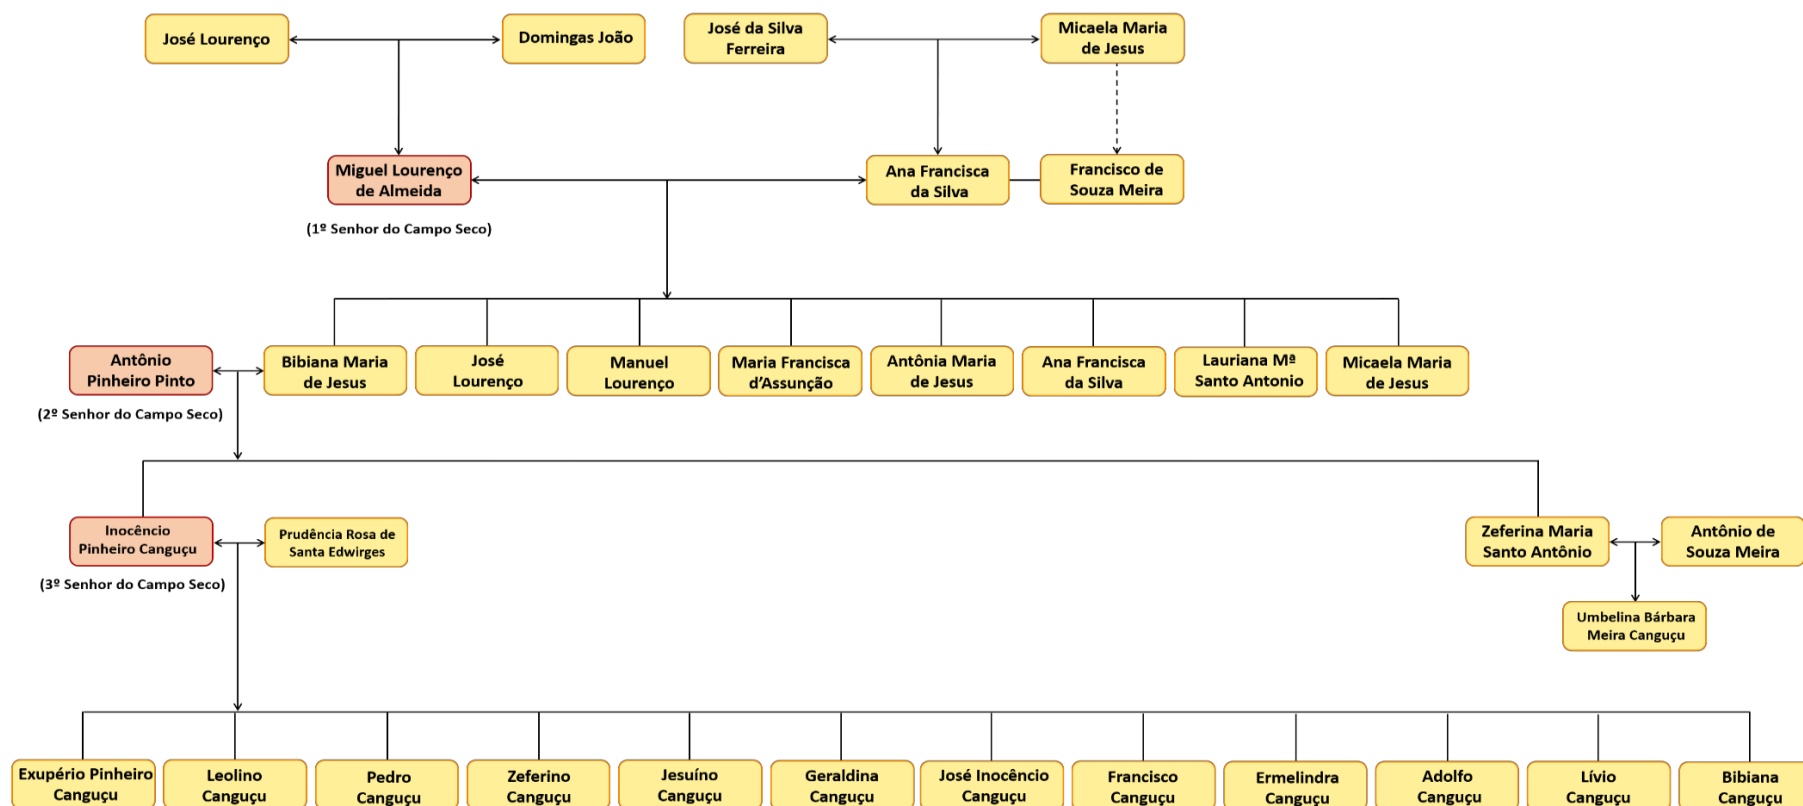 José Lourenço
Domingas João
José da Silva
Ferreira
Micaela Maria
de Jesus
Miguel Lourenço
de Almeida
Ana Francisca
da Silva
Francisco de
Souza Meira
(1º Senhor do Campo Seco)
Antônio
Pinheiro Pinto
Bibiana Maria
de Jesus
José
Lourenço
Manuel
Lourenço
Maria Francisca
d’Assunção
Antônia Maria
de Jesus
Ana Francisca
da Silva
Lauriana Mª
Santo Antonio
Micaela Maria
de Jesus
(2º Senhor do Campo Seco)
Inocêncio
Pinheiro Canguçu
Prudência Rosa de
Santa Edwirges
Zeferina Maria
Santo Antônio
Antônio de
Souza Meira
(3º Senhor do Campo Seco)
Umbelina Bárbara
Meira Canguçu
Exupério Pinheiro
Canguçu
Leolino
Canguçu
Pedro
Canguçu
Zeferino
Canguçu
Jesuíno
Canguçu
Geraldina
Canguçu
José Inocêncio
Canguçu
Francisco
Canguçu
Ermelindra
Canguçu
Adolfo
Canguçu
Lívio
Canguçu
Bibiana
Canguçu